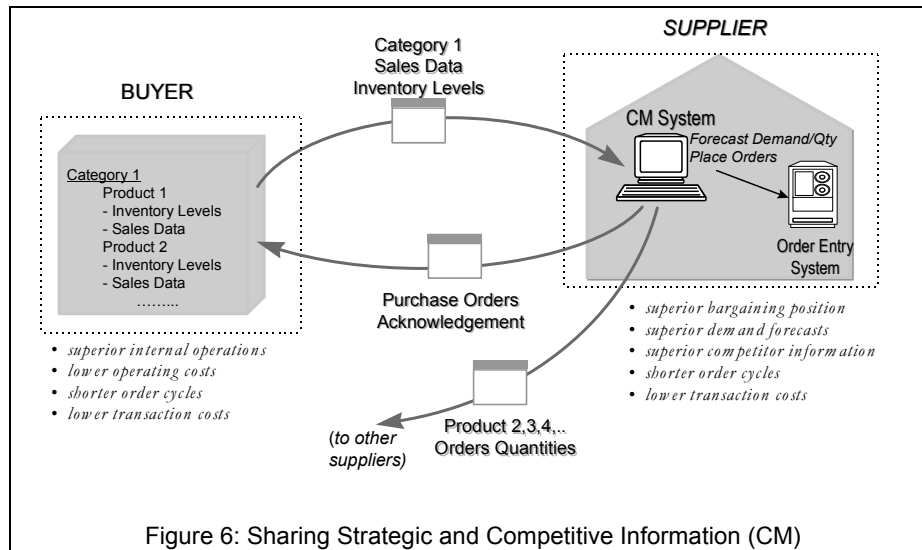 SUPPLIER
Category 1
Sales Data
Inventory Levels
BUYER
CM System
Forecast Demand/Qty
Place Orders
Category 1
Product 1
- Inventory Levels
- Sales Data
Product 2
- Inventory Levels
- Sales Data
………
Order Entry
System
Purchase Orders
Acknowledgement
• superior internal operations
• lower operating costs
• shorter order cycles
• lower transaction costs
• superior bargaining position
• superior demand forecasts
• superior competitor information
• shorter order cycles
• lower transaction costs
(to other
suppliers)
Product 2,3,4,..
Orders Quantities
Figure 6: Sharing Strategic and Competitive Information (CM)